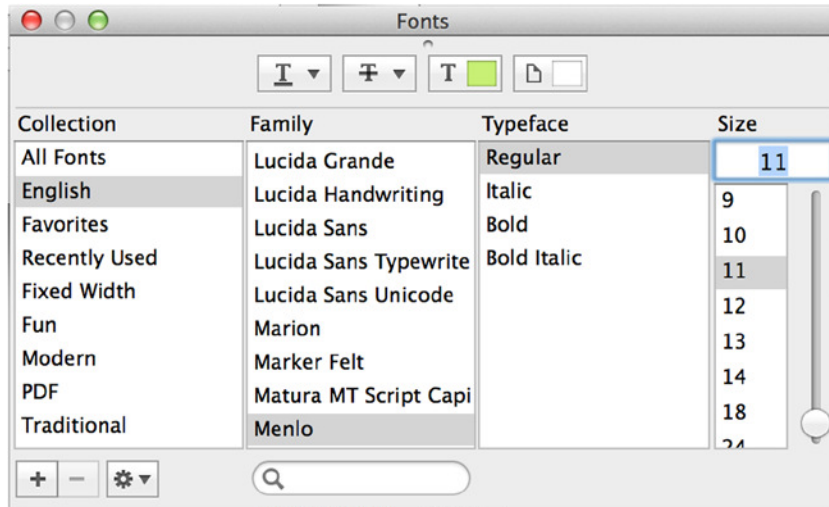 Fonts
T T T
Collection Family Typeface Size
All Fonts
English
Favorites
Recently Used
Fixed Width
Fun
Modern
PDF
Traditional
Lucida Grande
Lucida Handwriting
Lucida Sans
Lucida Sans Typewrite
Lucida Sans Unicode
Marion
Marker Felt
Matura MT Script Capi
Menlo
Regular
Italic
Bold
Bold Italic
11
9
10
11
12
13
14
18
24